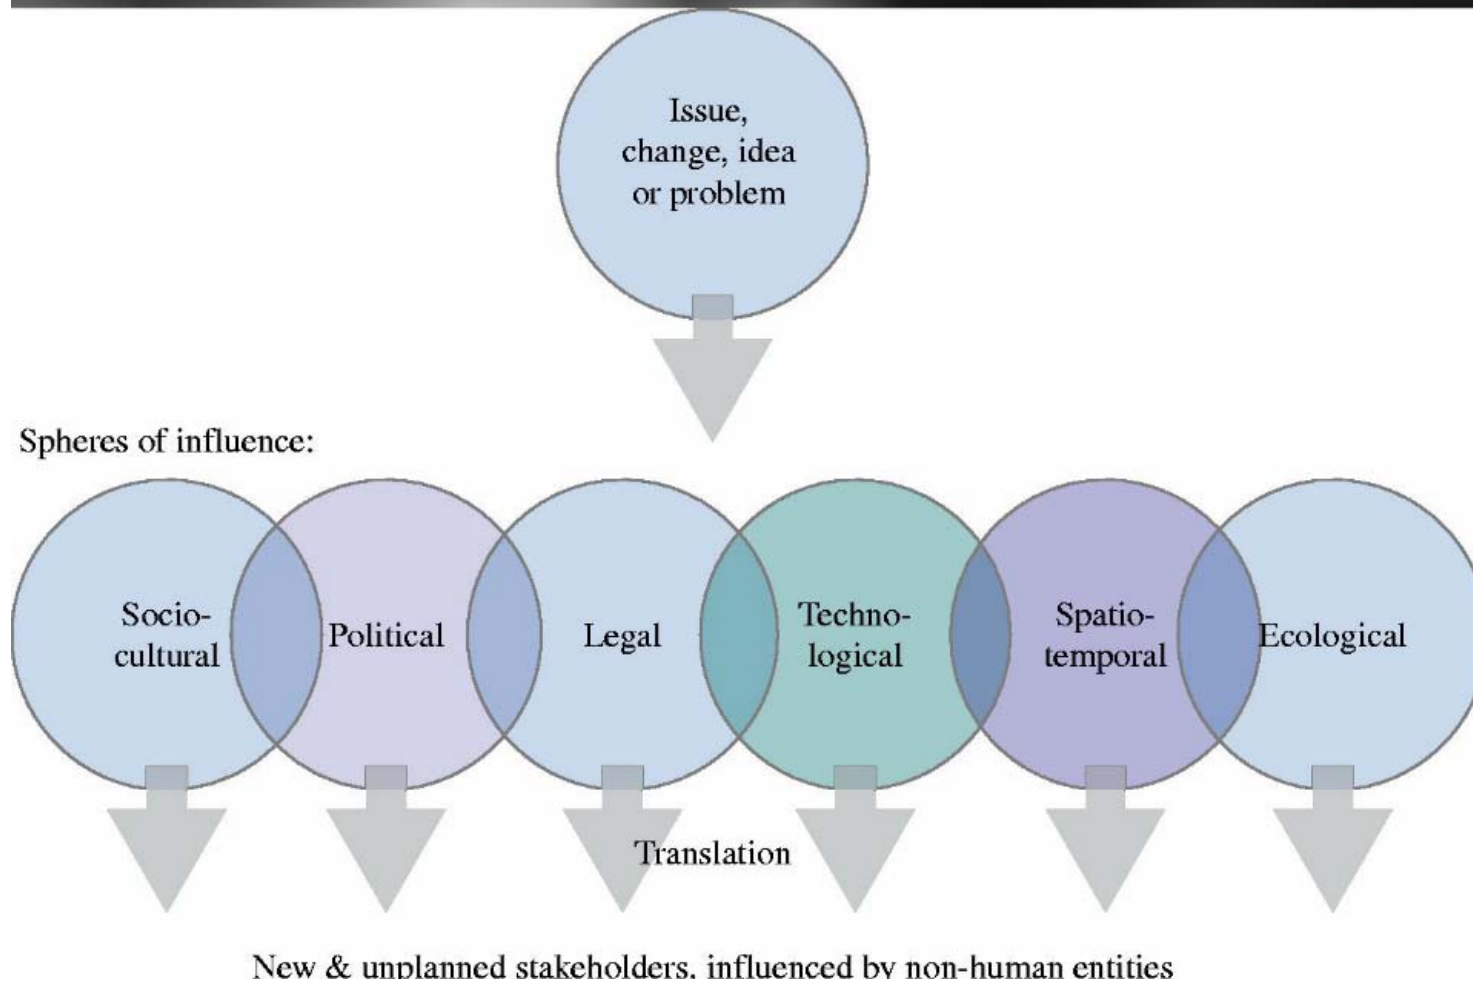 Issue,
change, idea
or problem
Spheres of influence:
Socio-
cultural
Political
Legal
Techno-
logical
Spatio-
temporal
Ecological
Translation
New & unplanned stakeholders, influenced by non-human entities